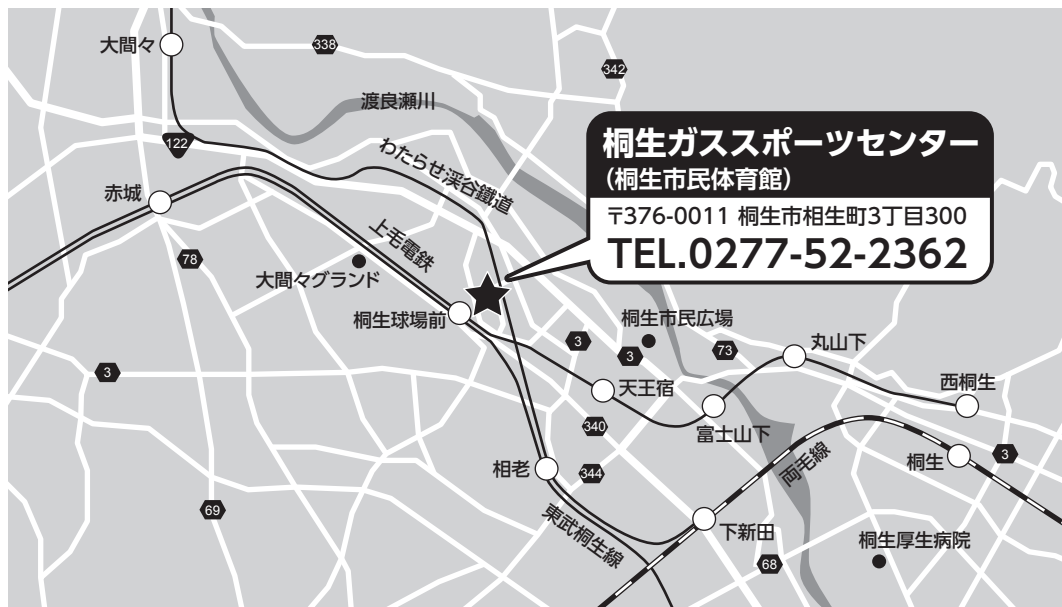 大間々
338
342
渡良瀬川
桐生ガススポーツセンター
(桐生市民体育館)
〒376-0011 桐生市相生町3丁目300
TEL.0277-52-2362
122
わたらせ渓谷鐵道
赤城
上毛電鉄
78
大間々グランド
桐生球場前
桐生市民広場
3
3
73
丸山下
3
天王宿
西桐生
富士山下
340
両毛線
桐生
3
相老
344
69
東武桐生線
下新田
桐生厚生病院
68